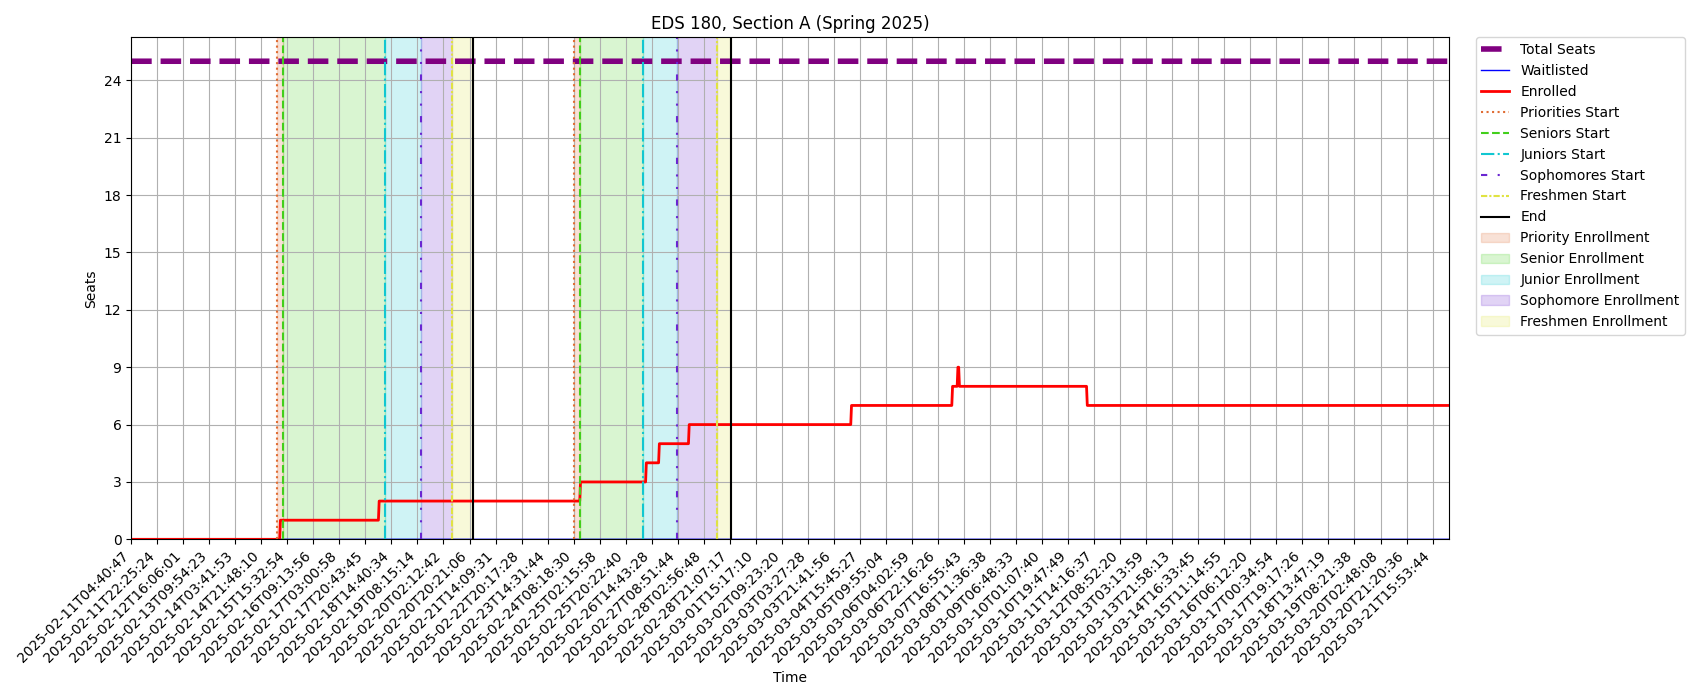 EDS 180, Section A (Spring 2025)
Total Seats
Waitlisted
Enrolled
Priorities Start
Seniors Start
Juniors Start
Sophomores Start
Freshmen Start
End
Priority Enrollment
Senior Enrollment
Junior Enrollment
Sophomore Enrollment
Freshmen Enrollment
Seats
24
21
18
15
12
9
6
3
0
2025-02-11T04:40:47
2025-02-11T22:25:24
2025-02-12T16:06:01
2025-02-13T09:54:23
2025-02-14T03:41:53
2025-02-14T21:48:10
2025-02-15T15:32:54
2025-02-16T09:13:56
2025-02-17T03:00:58
2025-02-17T20:43:45
2025-02-18T14:40:34
2025-02-19T08:15:14
2025-02-20T02:12:42
2025-02-20T20:21:06
2025-02-21T14:09:31
2025-02-22T20:17:28
2025-02-23T14:31:44
2025-02-24T08:18:30
2025-02-25T02:15:58
2025-02-25T20:22:40
2025-02-26T14:43:28
2025-02-27T08:51:44
2025-02-28T02:56:48
2025-02-28T21:07:17
2025-03-01T15:17:10
2025-03-02T09:23:20
2025-03-03T03:27:28
2025-03-03T21:41:56
2025-03-04T15:45:27
2025-03-05T09:55:04
2025-03-06T04:02:59
2025-03-06T22:16:26
2025-03-07T16:55:43
2025-03-08T11:36:38
2025-03-09T06:48:33
2025-03-10T01:07:40
2025-03-10T19:47:49
2025-03-11T14:16:37
2025-03-12T08:52:20
2025-03-13T03:13:59
2025-03-13T21:58:13
2025-03-14T16:33:45
2025-03-15T11:14:55
2025-03-16T06:12:20
2025-03-17T00:34:54
2025-03-17T19:17:26
2025-03-18T13:47:19
2025-03-19T08:21:38
2025-03-20T02:48:08
2025-03-20T21:20:36
2025-03-21T15:53:44
Time